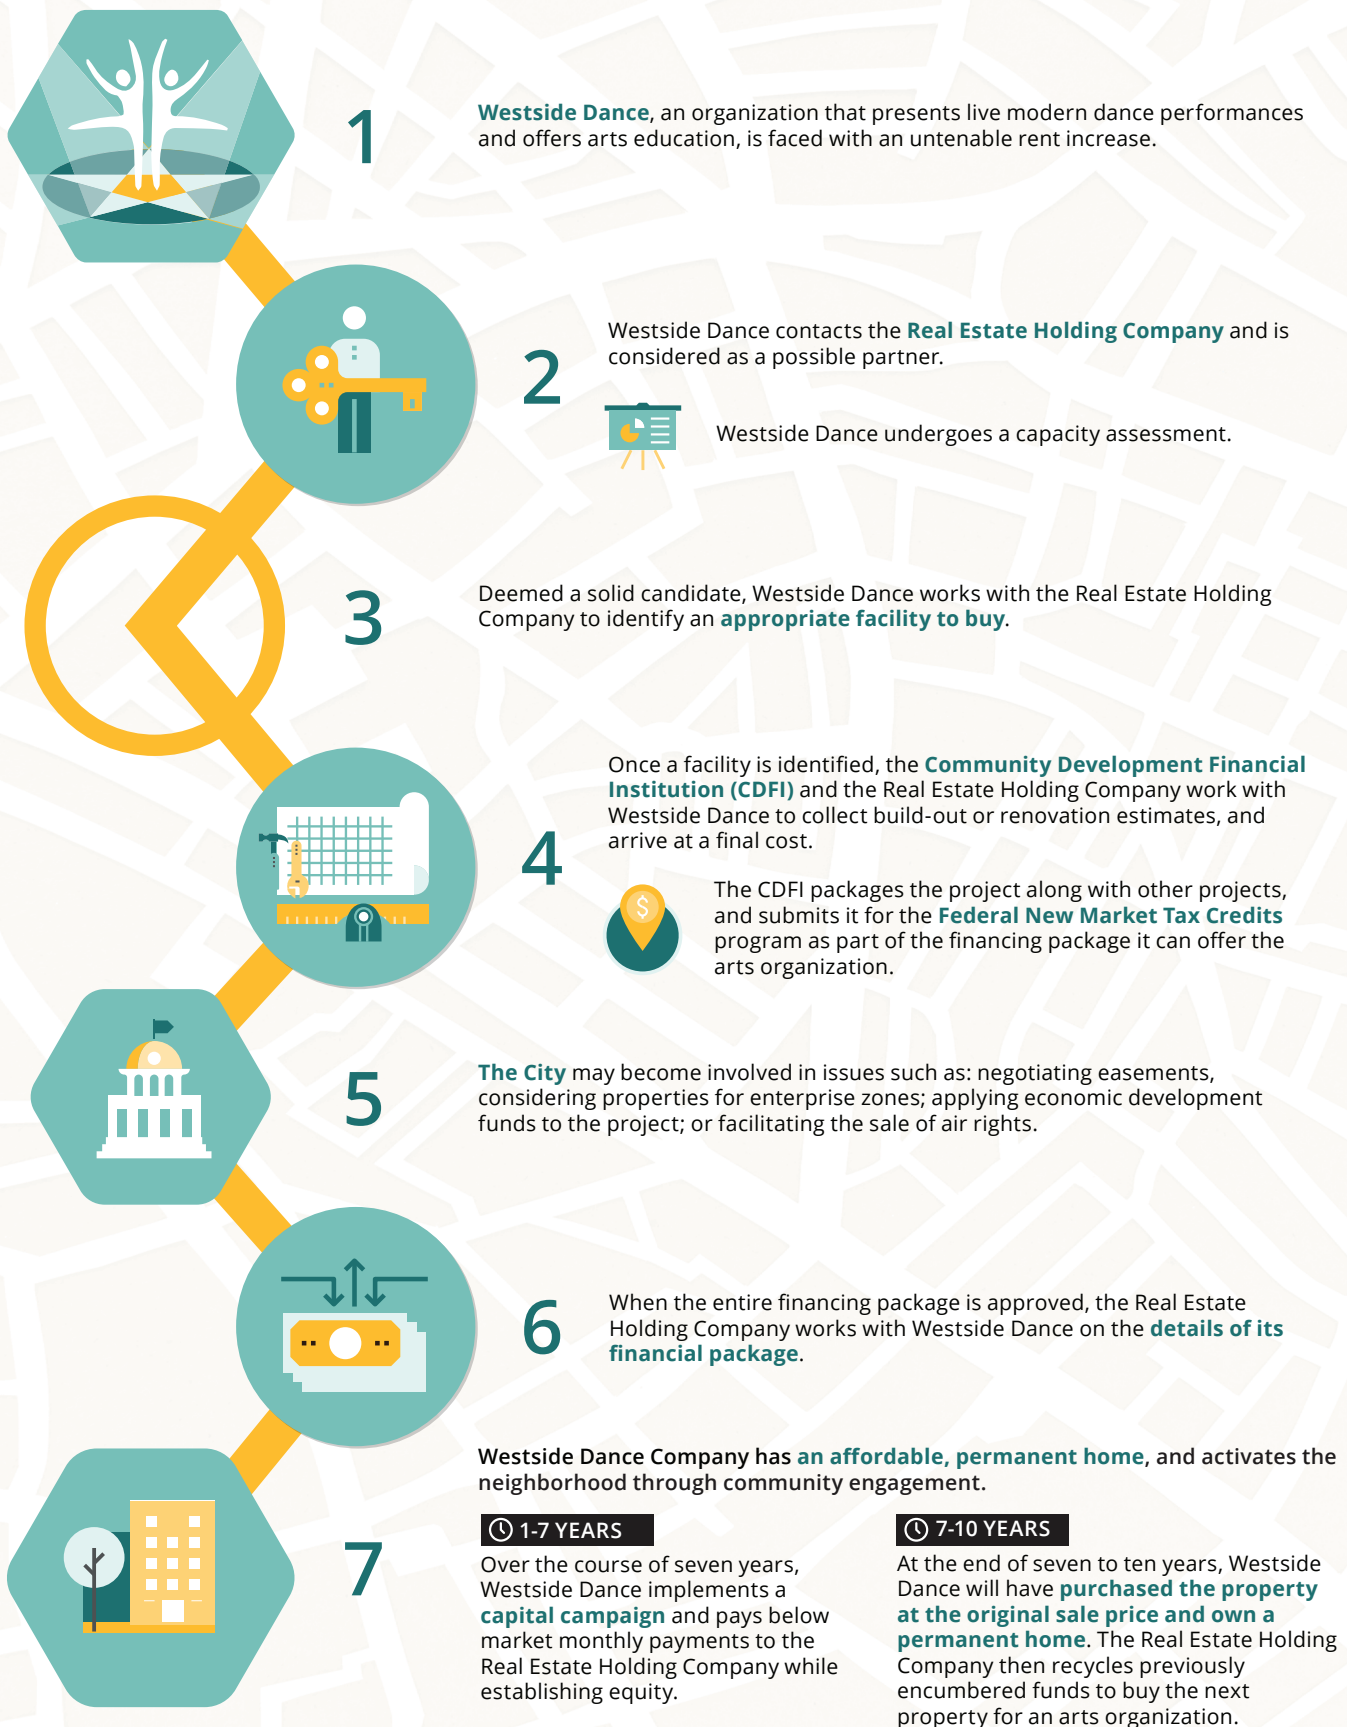 1
Westside Dance, an organization that presents live modern dance performances
and offers arts education, is faced with an untenable rent increase.
2
Westside Dance contacts the Real Estate Holding Company and is
considered as a possible partner.
Westside Dance undergoes a capacity assessment.
3
Deemed a solid candidate, Westside Dance works with the Real Estate Holding
Company to identify an appropriate facility to buy.
4
Once a facility is identified, the Community Development Financial
Institution (CDFI) and the Real Estate Holding Company work with
Westside Dance to collect build-out or renovation estimates, and
arrive at a final cost.
$
The CDFI packages the project along with other projects,
and submits it for the Federal New Market Tax Credits
program as part of the financing package it can offer the
arts organization.
5
The City may become involved in issues such as: negotiating easements,
considering properties for enterprise zones; applying economic development
funds to the project; or facilitating the sale of air rights.
6
When the entire financing package is approved, the Real Estate
Holding Company works with Westside Dance on the details of its
financial package.
7
Westside Dance Company has an affordable, permanent home, and activates the
neighborhood through community engagement.
1-7 YEARS
Over the course of seven years,
Westside Dance implements a
capital campaign and pays below
market monthly payments to the
Real Estate Holding Company while
establishing equity.
7-10 YEARS
At the end of seven to ten years, Westside
Dance will have purchased the property
at the original sale price and own a
permanent home. The Real Estate Holding
Company then recycles previously
encumbered funds to buy the next
property for an arts organization.